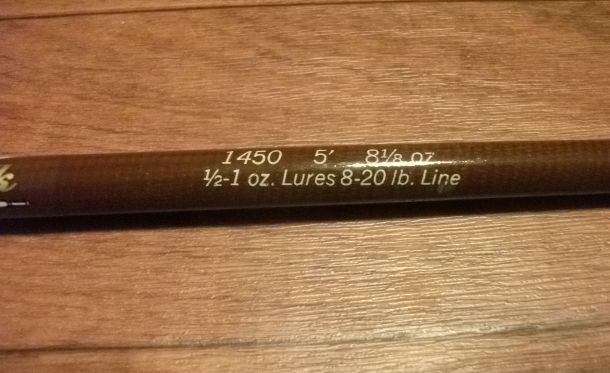 1450 5' 8⅛ oz
½-1 oz. Lures 8-20 lb. Line